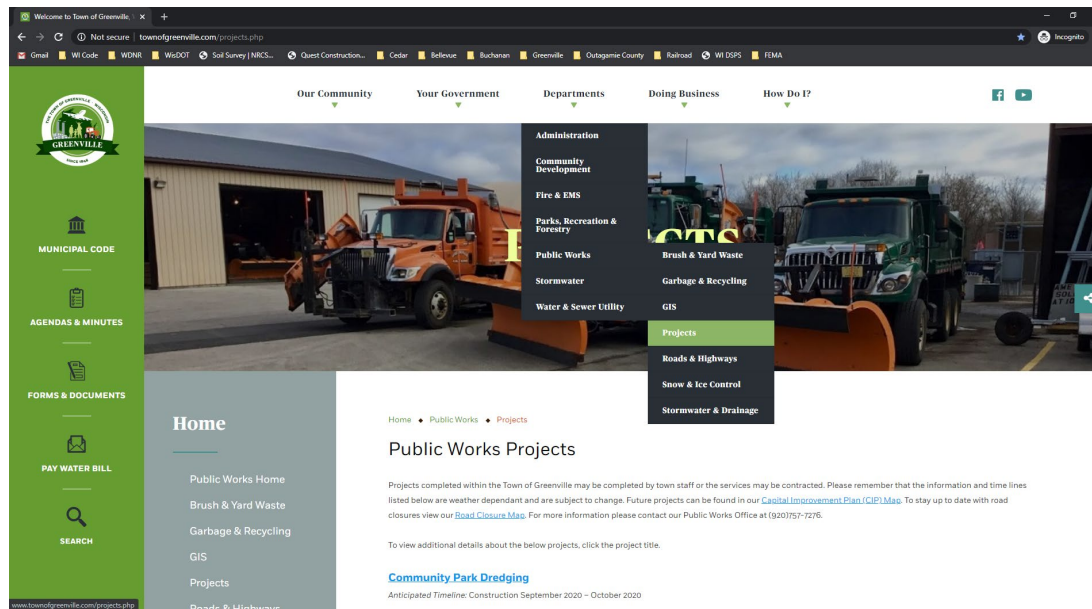 Welcome to Town of Greenville,
Not secure | townofgreenville.com/projects.php
Incognito
Gmail WI Code WDNR WisDOT Soil Survey | NRCS... Quest Construction... Cedar Bellevue Buchanan Greenville Outagamie County Railroad WI DSPS FEMA
THE TOWN OF GREENVILLE • WISCONSIN
GREENVILLE
SINCE 1848
MUNICIPAL CODE
AGENDAS & MINUTES
FORMS & DOCUMENTS
PAY WATER BILL
SEARCH
Our Community Your Government Departments Doing Business How Do I?
Administration
Community
Development
Fire & EMS
Parks, Recreation &
Forestry
Public Works
Stormwater
Water & Sewer Utility
Brush & Yard Waste
Garbage & Recycling
GIS
Projects
Roads & Highways
Snow & Ice Control
Stormwater & Drainage
Home
Public Works Home
Brush & Yard Waste
Garbage & Recycling
GIS
Projects
Roads & Highways
Home ◆ Public Works ◆ Projects
Public Works Projects
Projects completed within the Town of Greenville may be completed by town staff or the services may be contracted. Please remember that the information and time lines
listed below are weather dependant and are subject to change. Future projects can be found in our Capital Improvement Plan (CIP) Map. To stay up to date with road
closures view our Road Closure Map. For more information please contact our Public Works Office at (920)757-7276.
To view additional details about the below projects, click the project title.
Community Park Dredging
Anticipated Timeline: Construction September 2020 – October 2020
www.townofgreenville.com/projects.php